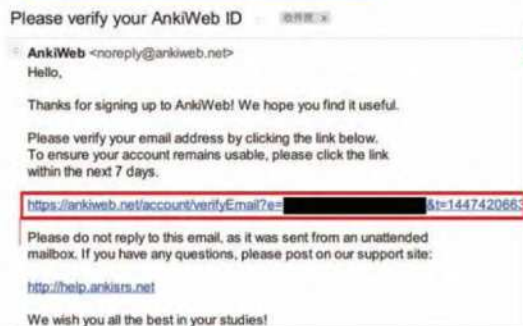 Please verify your AnkiWeb ID
AnkiWeb <noreply@ankiweb.net>
Hello,
Thanks for signing up to AnkiWeb! We hope you find it useful.
Please verify your email address by clicking the link below.
To ensure your account remains usable, please click the link
within the next 7 days.
https://ankiweb.net/account/verifyEmail?e= &t=1447420663
Please do not reply to this email, as it was sent from an unattended
mailbox. If you have any questions, please post on our support site:
http://help.ankisrs.net
We wish you all the best in your studies!